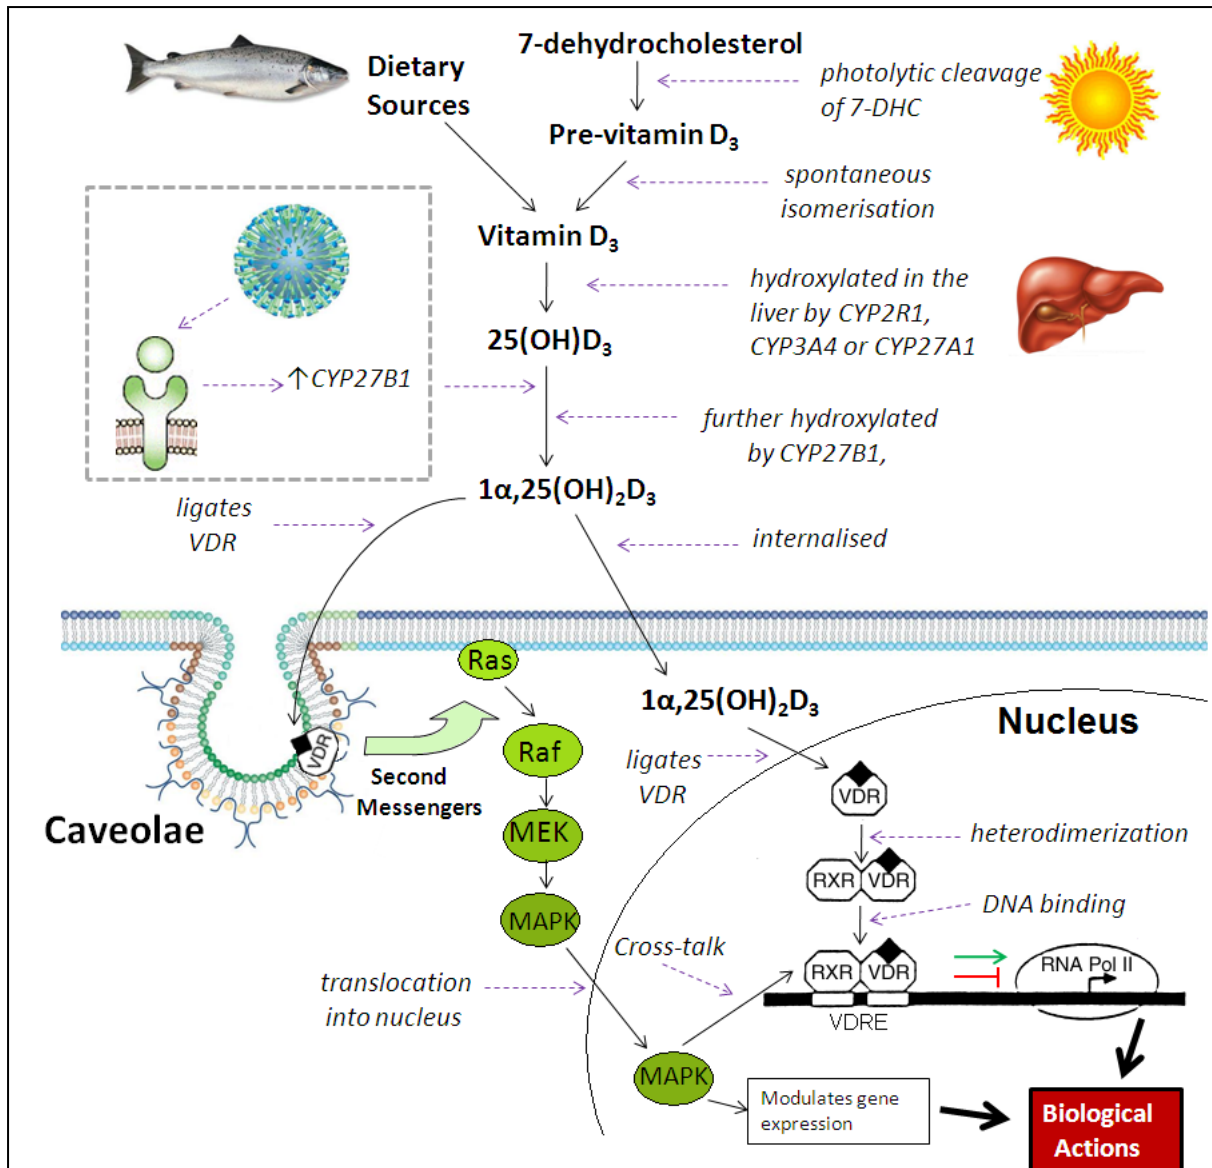 Dietary
Sources
7-dehydrocholesterol
photolytic cleavage
of 7-DHC
Pre-vitamin D₃
spontaneous
isomerisation
Vitamin D₃
hydroxylated in the
liver by CYP2R1,
CYP3A4 or CYP27A1
25(OH)D₃
↑CYP27B1
further hydroxylated
by CYP27B1,
1α,25(OH)₂D₃
ligates
VDR
internalised
Ras
1α,25(OH)₂D₃
Nucleus
VDR
Raf
ligates
VDR
Second
Messengers
VDR
Caveolae
MEK
heterodimerization
RXR
VDR
MAPK
DNA binding
Cross-talk
translocation
into nucleus
RXR
VDR
RNA Pol II
VDRE
MAPK
Modulates gene
expression
Biological
Actions